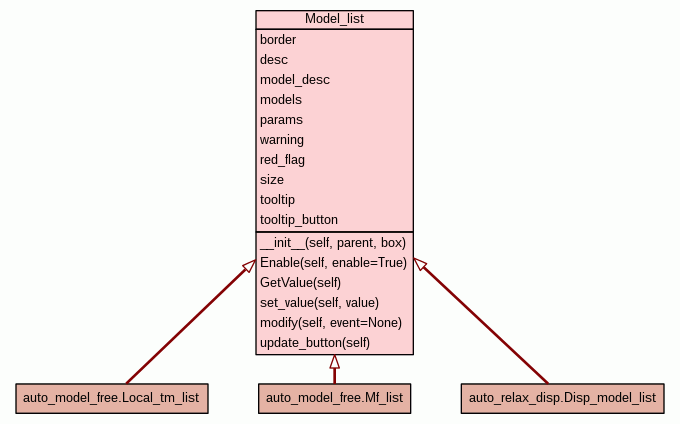 Model_list
border
desc
model_desc
models
params
warning
red_flag
size
tooltip
tooltip_button
__init__(self, parent, box)
Enable(self, enable=True)
GetValue(self)
set_value(self, value)
modify(self, event=None)
update_button(self)
auto_model_free.Local_tm_list
auto_model_free.Mf_list
auto_relax_disp.Disp_model_list